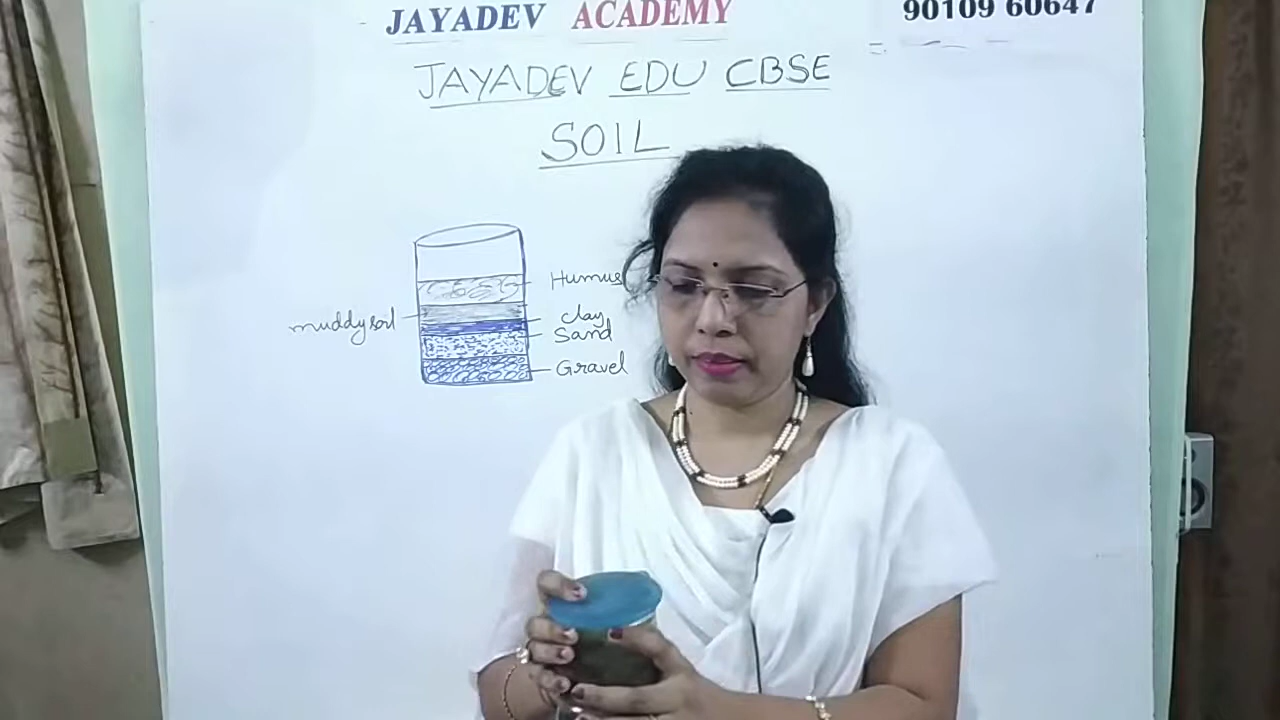 JAYADEV ACADEMY
90109 60647
JAYADEV EDU CBSE
SOIL
Humus
muddy soil
clay
Sand
Gravel